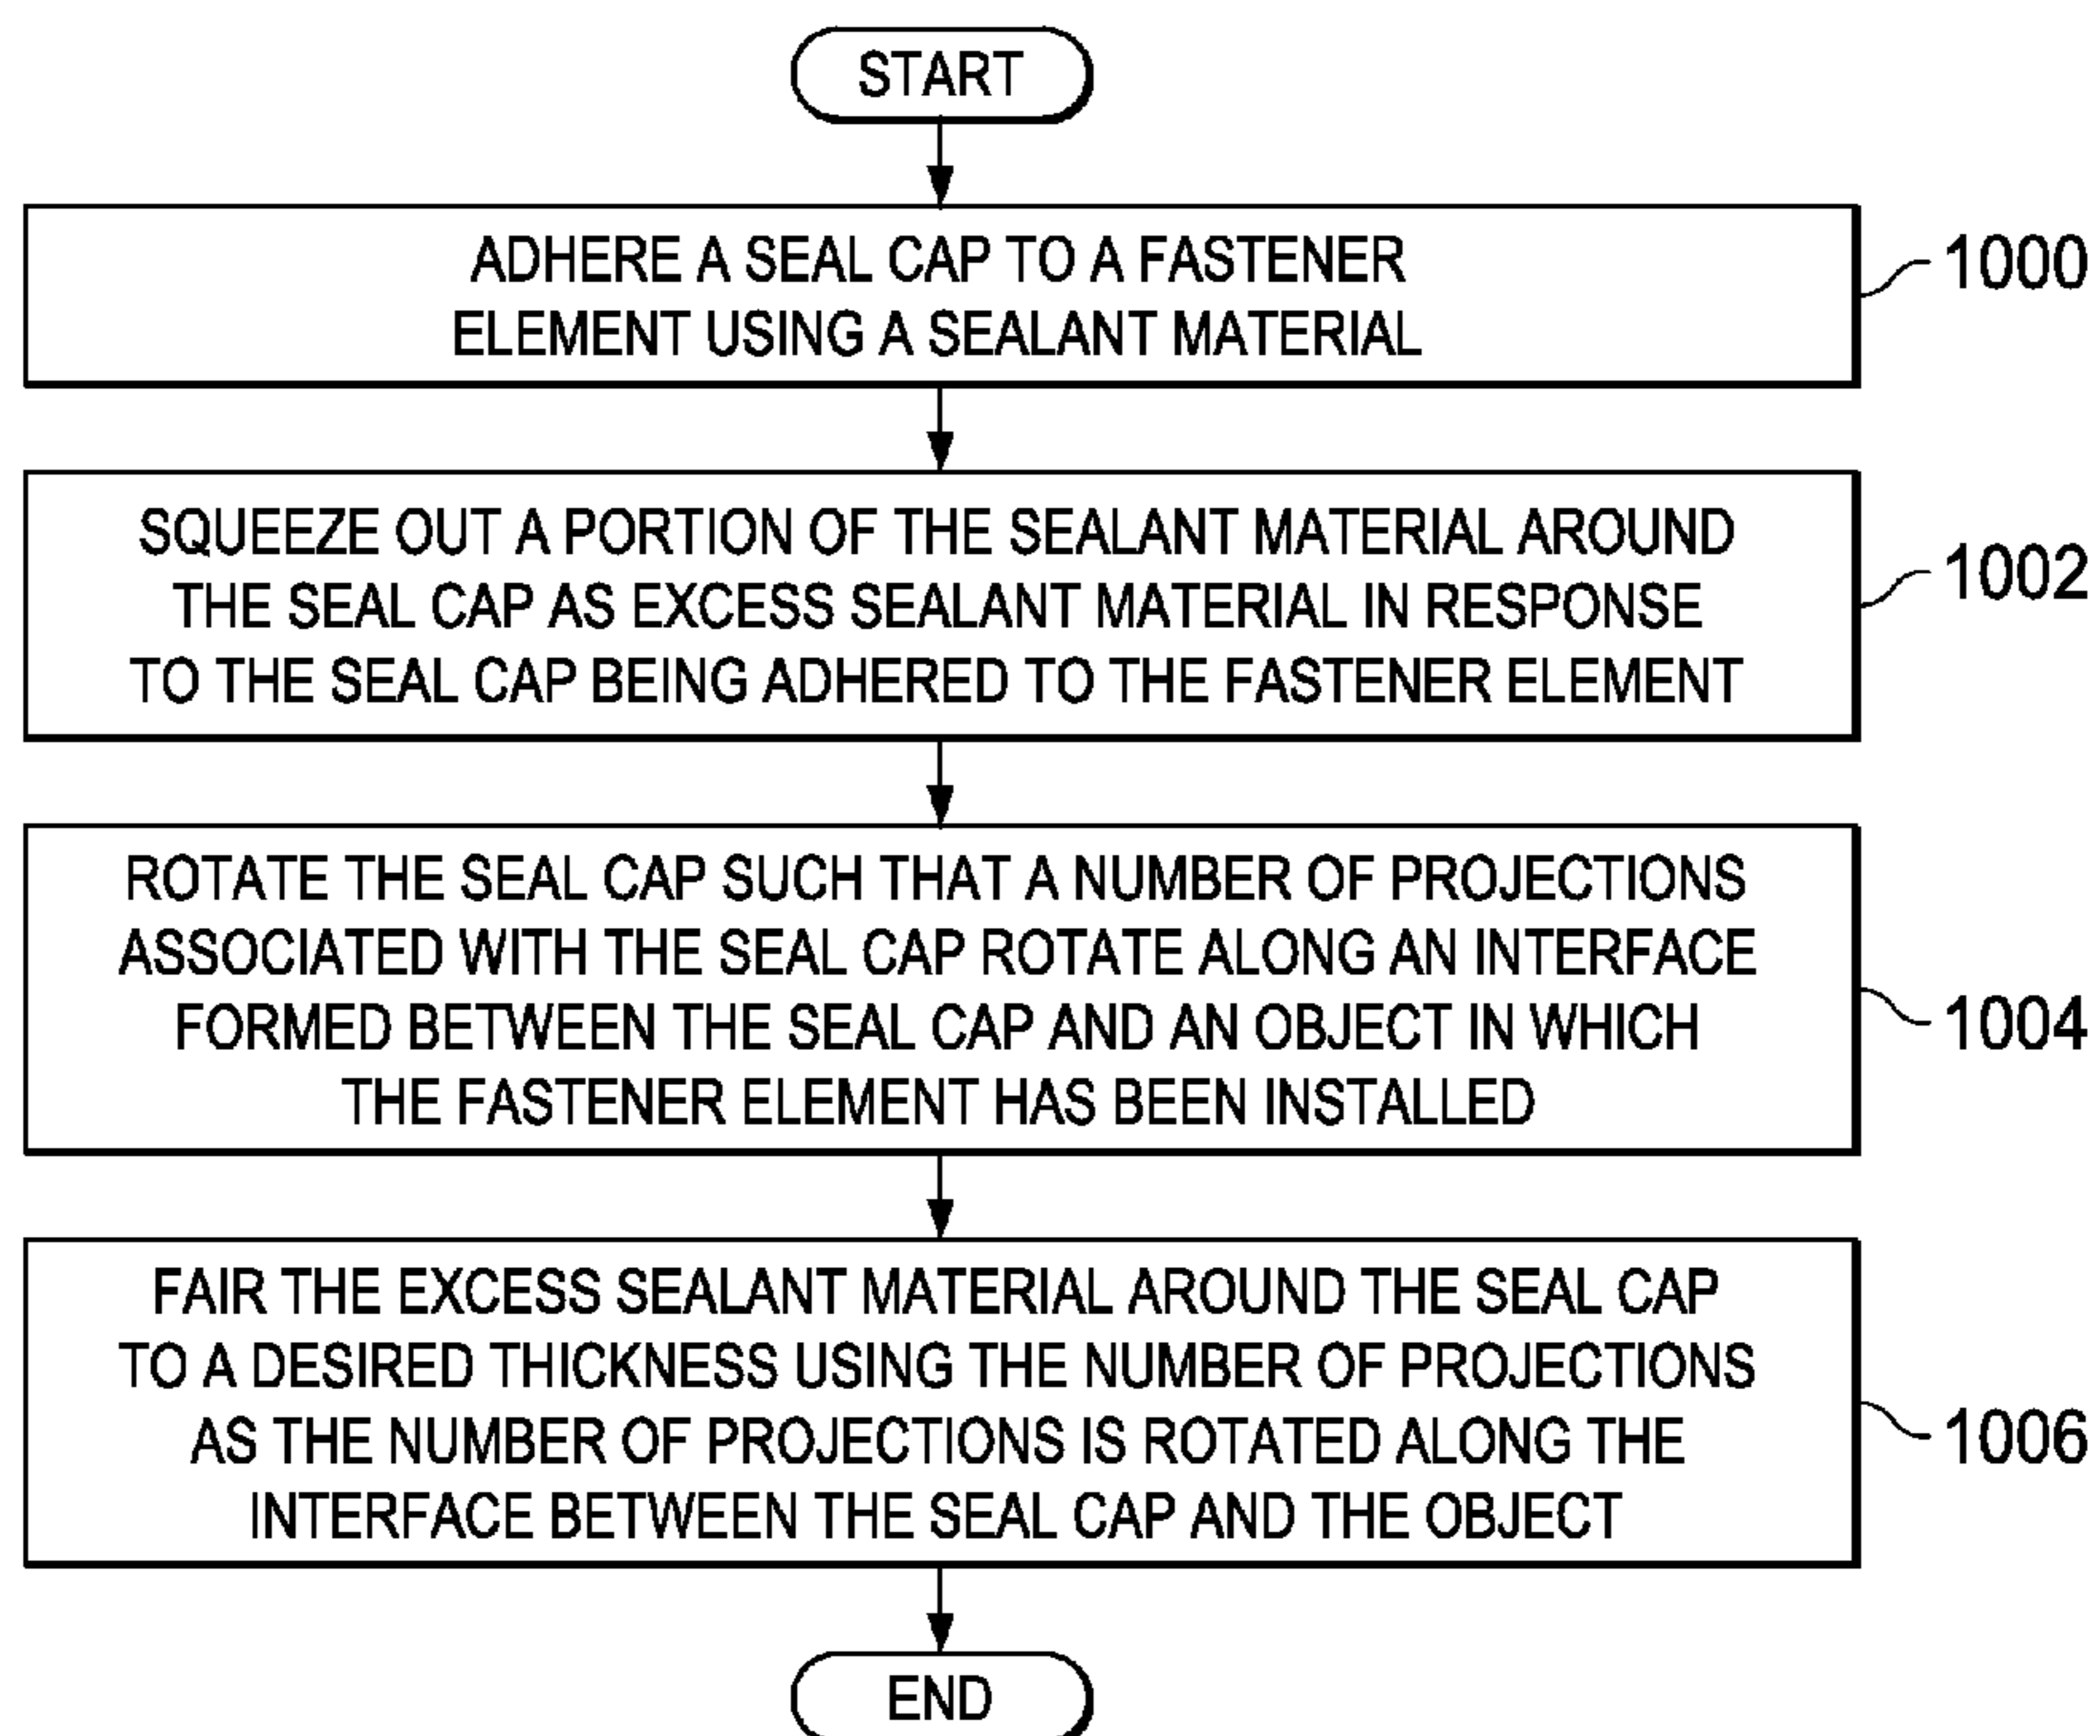 START
ADHERE A SEAL CAP TO A FASTENER
ELEMENT USING A SEALANT MATERIAL
1000
SQUEEZE OUT A PORTION OF THE SEALANT MATERIAL AROUND
THE SEAL CAP AS EXCESS SEALANT MATERIAL IN RESPONSE
TO THE SEAL CAP BEING ADHERED TO THE FASTENER ELEMENT
1002
ROTATE THE SEAL CAP SUCH THAT A NUMBER OF PROJECTIONS
ASSOCIATED WITH THE SEAL CAP ROTATE ALONG AN INTERFACE
FORMED BETWEEN THE SEAL CAP AND AN OBJECT IN WHICH
THE FASTENER ELEMENT HAS BEEN INSTALLED
1004
FAIR THE EXCESS SEALANT MATERIAL AROUND THE SEAL CAP
TO A DESIRED THICKNESS USING THE NUMBER OF PROJECTIONS
AS THE NUMBER OF PROJECTIONS IS ROTATED ALONG THE
INTERFACE BETWEEN THE SEAL CAP AND THE OBJECT
1006
END